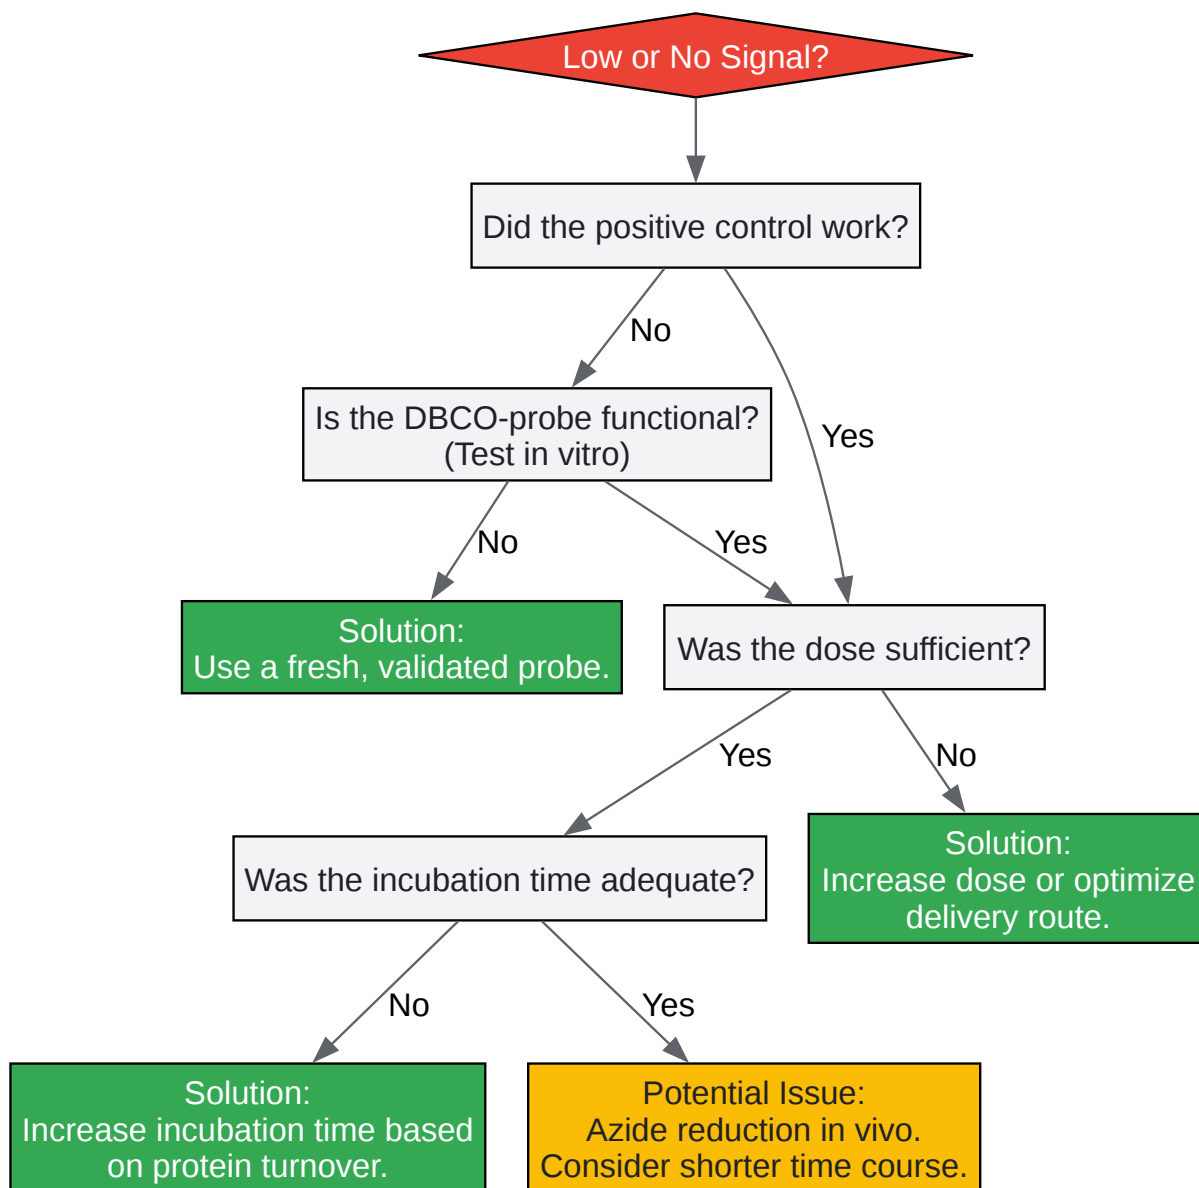 Low or No Signal?
Did the positive control work?
No
Yes
Is the DBCO-probe functional?
(Test in vitro)
No
Yes
Solution:
Use a fresh, validated probe.
Was the dose sufficient?
Yes
No
Was the incubation time adequate?
Solution:
Increase dose or optimize
delivery route.
No
Yes
Solution:
Increase incubation time based
on protein turnover.
Potential Issue:
Azide reduction in vivo.
Consider shorter time course.